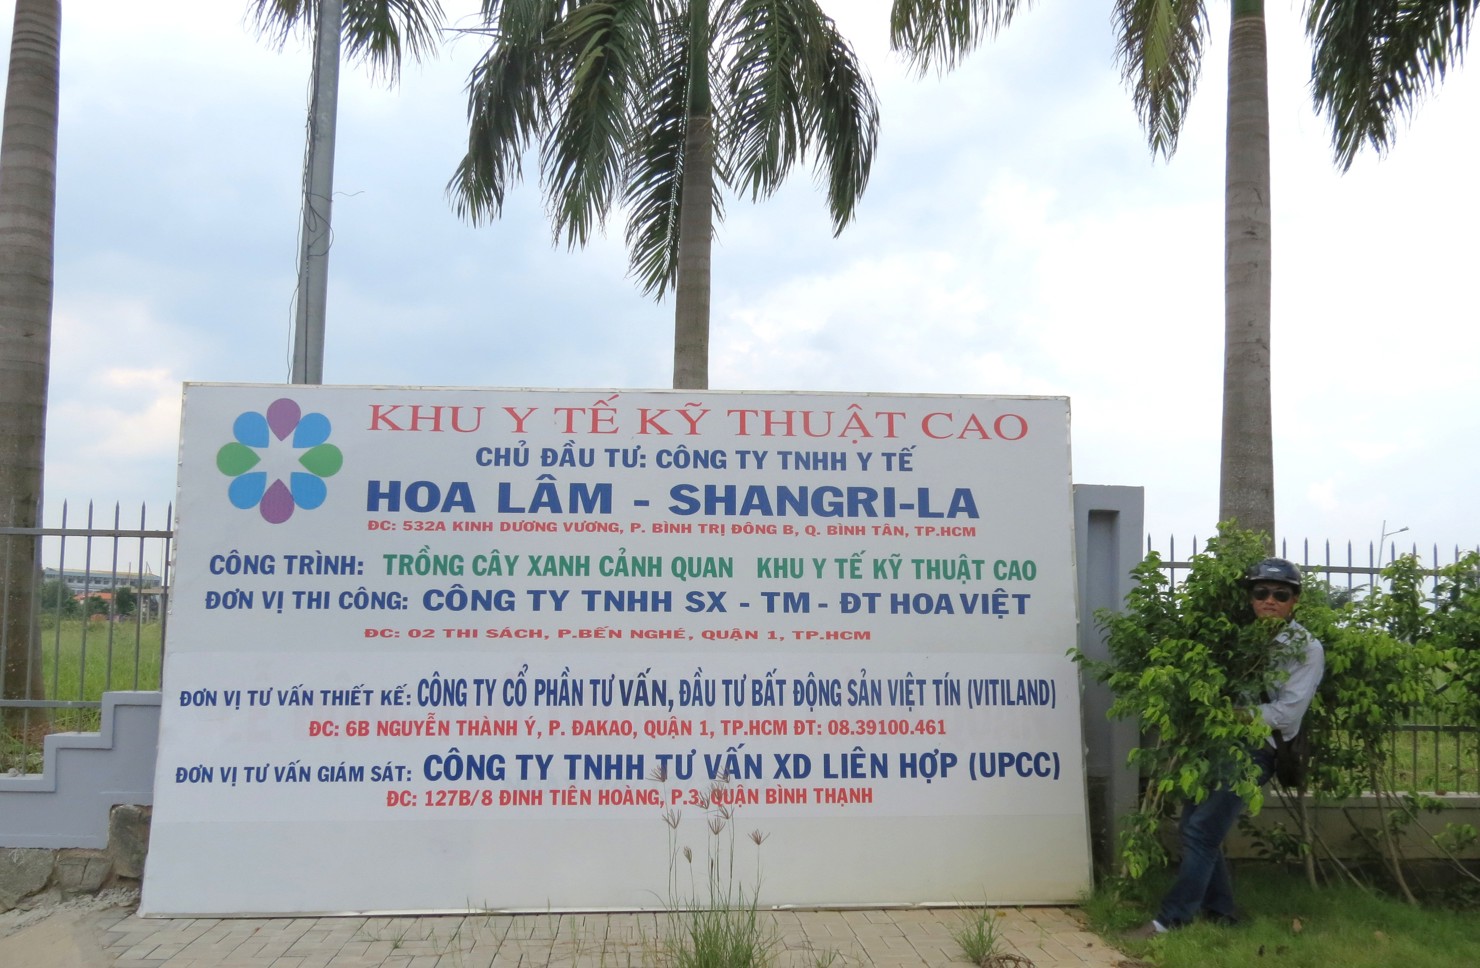 KHU Y TẾ KỸ THUẬT CAO
CHỦ ĐẦU TƯ: CÔNG TY TNHH Y TẾ
HOA LÂM - SHANGRI-LA
ĐC: 532A KINH DƯƠNG VƯƠNG, P. BÌNH TRỊ ĐÔNG B, Q. BÌNH TÂN, TP.HCM
CÔNG TRÌNH: TRỒNG CÂY XANH CẢNH QUAN KHU Y TẾ KỸ THUẬT CAO
ĐƠN VỊ THI CÔNG: CÔNG TY TNHH SX - TM - ĐT HOA VIỆT
ĐC: 02 THI SÁCH, P.BẾN NGHÉ, QUẬN 1, TP.HCM
ĐƠN VỊ TƯ VẤN THIẾT KẾ: CÔNG TY CỔ PHẦN TƯ VẤN, ĐẦU TƯ BẤT ĐỘNG SẢN VIỆT TÍN (VITILAND)
ĐC: 6B NGUYỄN THÀNH Ý, P. ĐAKAO, QUẬN 1, TP.HCM ĐT: 08.39100.461
ĐƠN VỊ TƯ VẤN GIÁM SÁT: CÔNG TY TNHH TƯ VẤN XD LIÊN HỢP (UPCC)
ĐC: 127B/8 ĐINH TIÊN HOÀNG, P.3, QUẬN BÌNH THẠNH